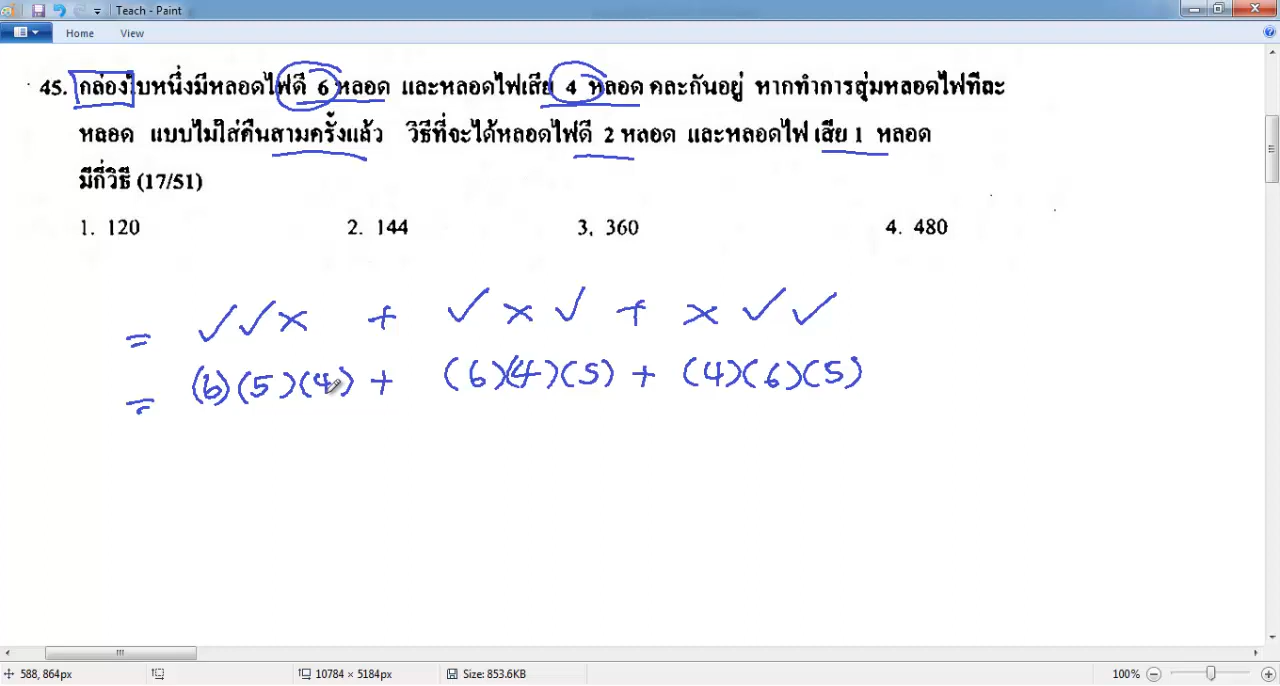 Teach - Paint
Home View
45. กล่องใบหนึ่งมีหลอดไฟดี 6 หลอด และหลอดไฟเสีย 4 หลอด คละกันอยู่ หากทำการสุ่มหลอดไฟทีละ
หลอด แบบไม่ใส่คืนสามครั้งแล้ว วิธีที่จะได้หลอดไฟดี 2 หลอด และหลอดไฟ เสีย 1 หลอด
มีกี่วิธี (17/51)
1. 120 2. 144 3. 360 4. 480
= ✓✓× + ✓×✓ + ×✓✓
= (6)(5)(4) + (6)(4)(5) + (4)(6)(5)
588, 864px 10784 × 5184px Size: 853.6KB 100%